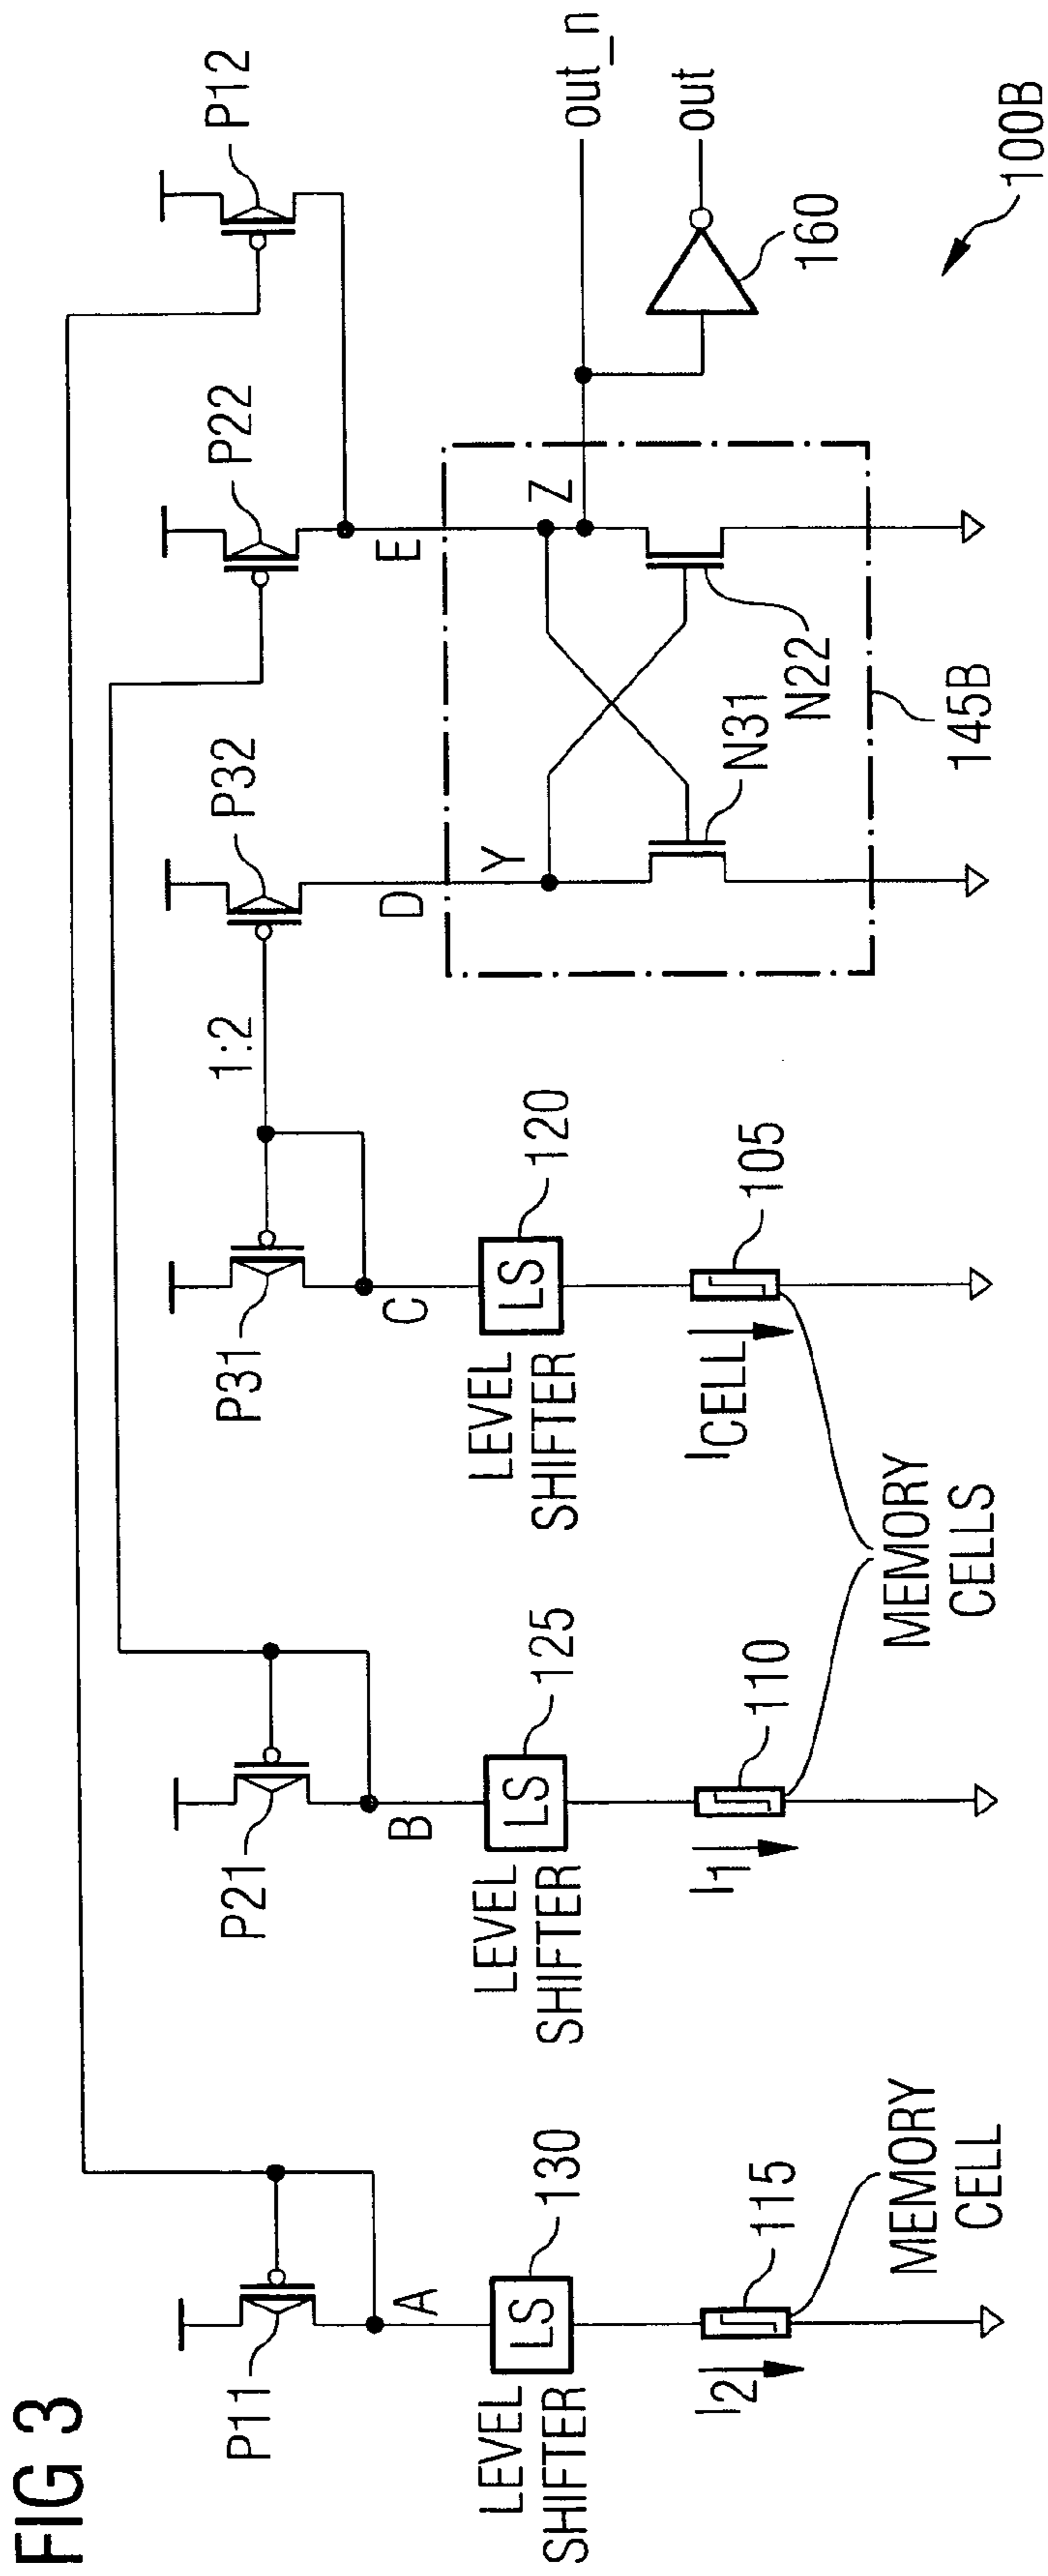 FIG 3
P11
P21
P31
1:2
P32
P22
P12
A
B
C
D
E
Y
Z
out_n
out
LS
LEVEL
SHIFTER
130
LS
LEVEL
SHIFTER
125
LS
LEVEL
SHIFTER
120
N31
N22
145B
160
I2
115
I1
110
ICELL
105
MEMORY
CELL
MEMORY
CELLS
100B